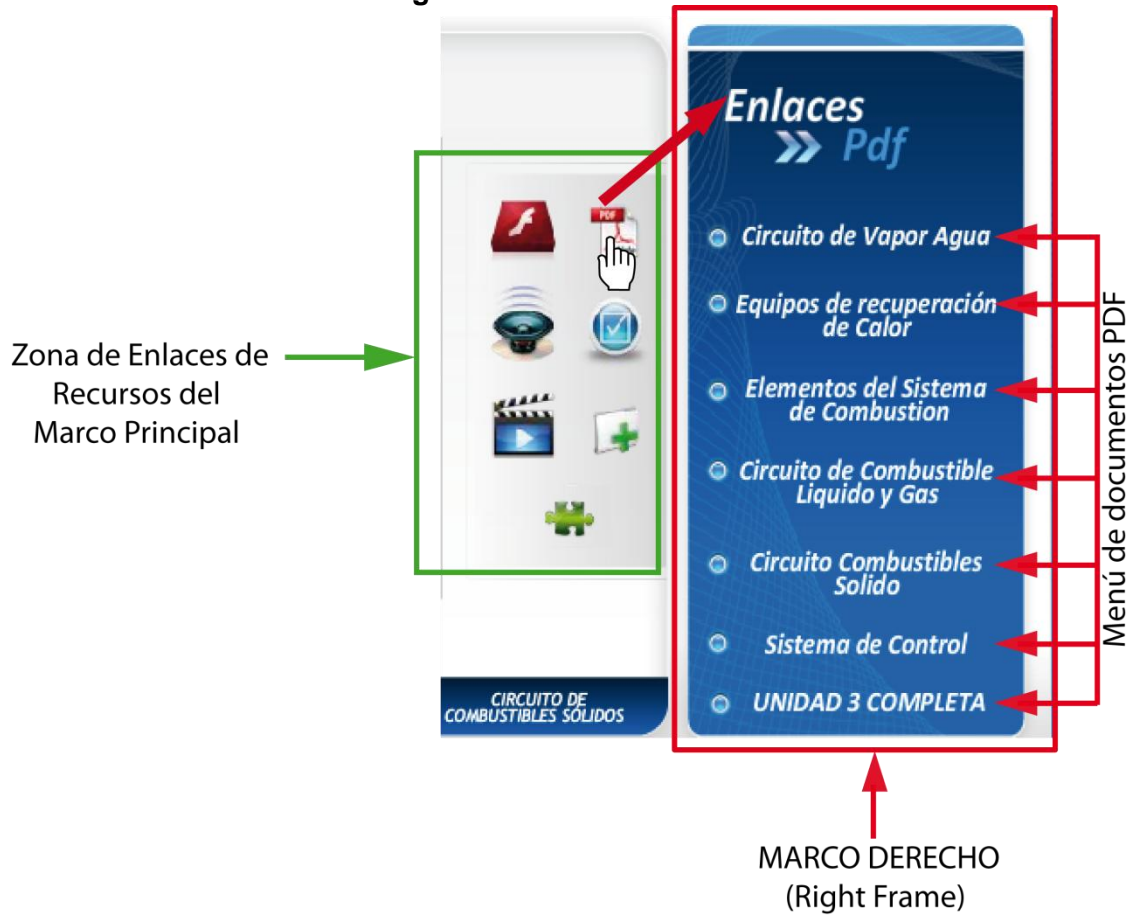 g
Enlaces
Pdf
PDF
Circuito de Vapor Agua
Equipos de recuperación
de Calor
Elementos del Sistema
de Combustion
Circuito de Combustible
Liquido y Gas
Circuito Combustibles
Solido
Sistema de Control
UNIDAD 3 COMPLETA
Menú de documentos PDF
Zona de Enlaces de
Recursos del
Marco Principal
CIRCUITO DE
COMBUSTIBLES SÓLIDOS
MARCO DERECHO
(Right Frame)